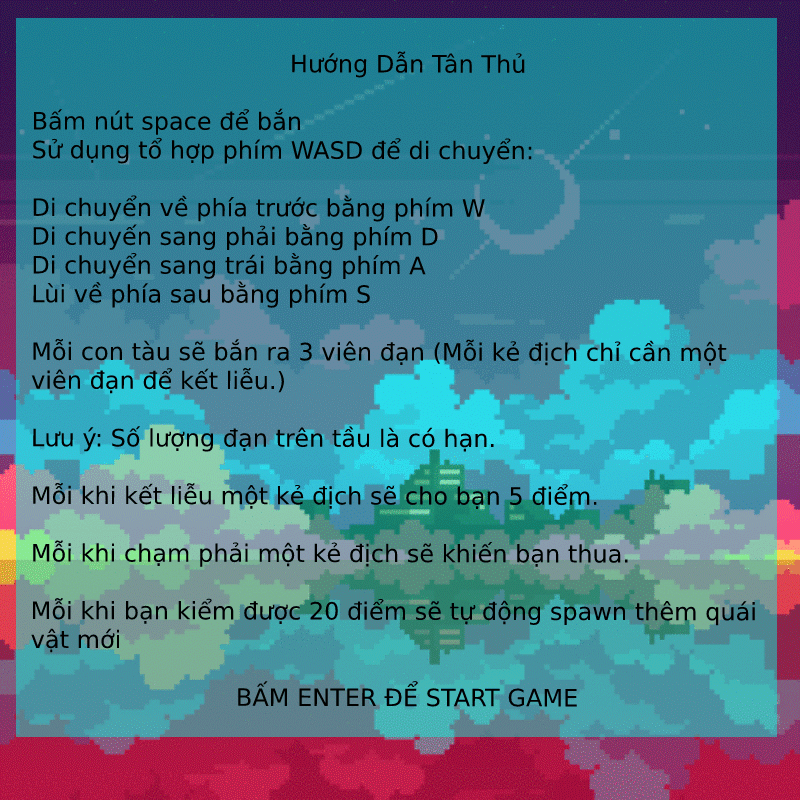 Hướng Dẫn Tân Thủ
Bấm nút space để bắn
Sử dụng tổ hợp phím WASD để di chuyển:
Di chuyển về phía trước bằng phím W
Di chuyển sang phải bằng phím D
Di chuyển sang trái bằng phím A
Lùi về phía sau bằng phím S
Mỗi con tàu sẽ bắn ra 3 viên đạn (Mỗi kẻ địch chỉ cần một
viên đạn để kết liễu.)
Lưu ý: Số lượng đạn trên tầu là có hạn.
Mỗi khi kết liễu một kẻ địch sẽ cho bạn 5 điểm.
Mỗi khi chạm phải một kẻ địch sẽ khiến bạn thua.
Mỗi khi bạn kiểm được 20 điểm sẽ tự động spawn thêm quái
vật mới
BẤM ENTER ĐỂ START GAME